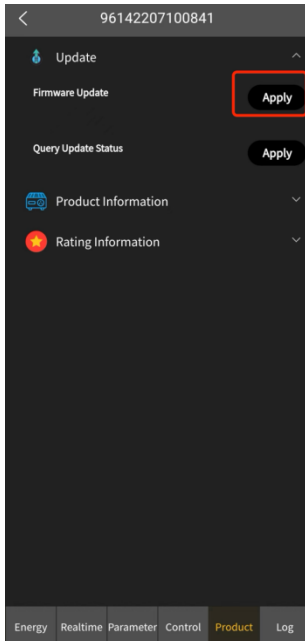 96142207100841
Update
Firmware Update
Apply
Query Update Status
Apply
Product Information
Rating Information
Energy Realtime Parameter Control Product Log